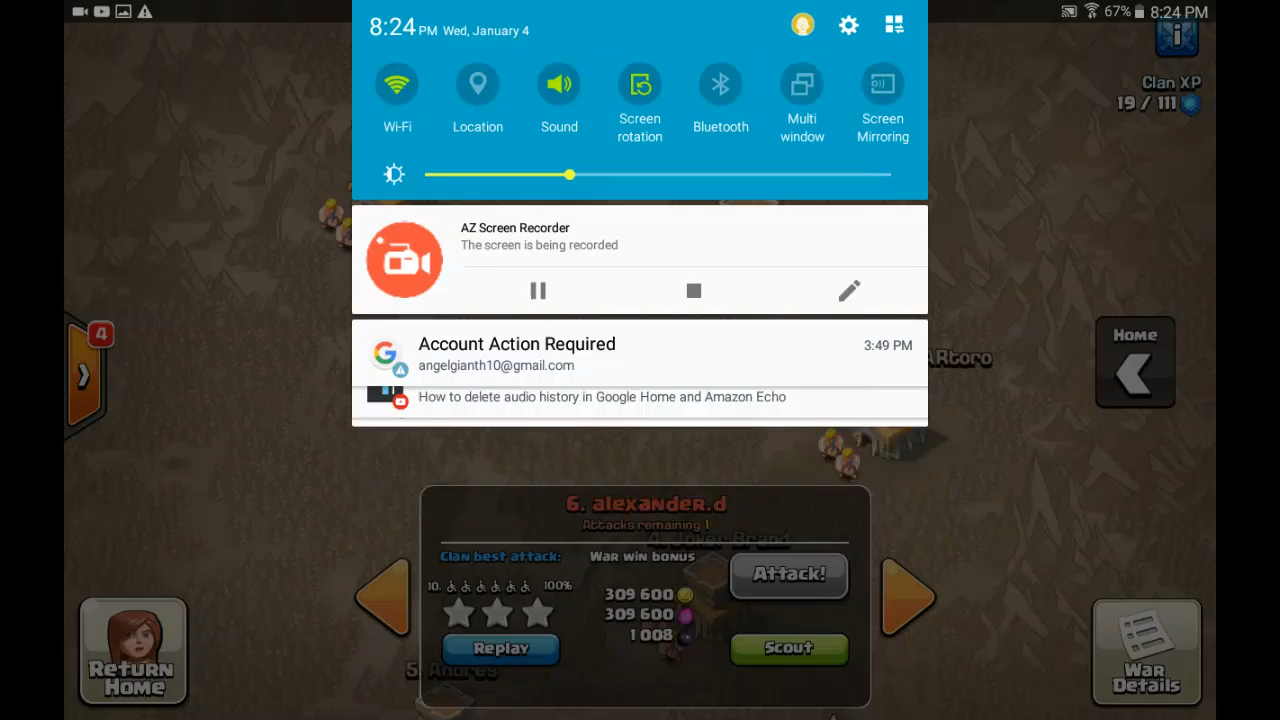 8:24 PM Wed, January 4
67% 8:24 PM
Clan XP
19 / 111
Wi-Fi
Location
Sound
Screen rotation
Bluetooth
Multi window
Screen Mirroring
AZ Screen Recorder
The screen is being recorded
4
Account Action Required
3:49 PM
angelgianth10@gmail.com
How to delete audio history in Google Home and Amazon Echo
Home
ARtoro
6. alexander.d
Attacks remaining 1
4. Joker Brand
Clan best attack:
War win bonus
10. ♿♿♿♿♿♿ 100%
309 600
309 600
1 008
Attack!
Replay
Scout
5. Andres
Return Home
War Details